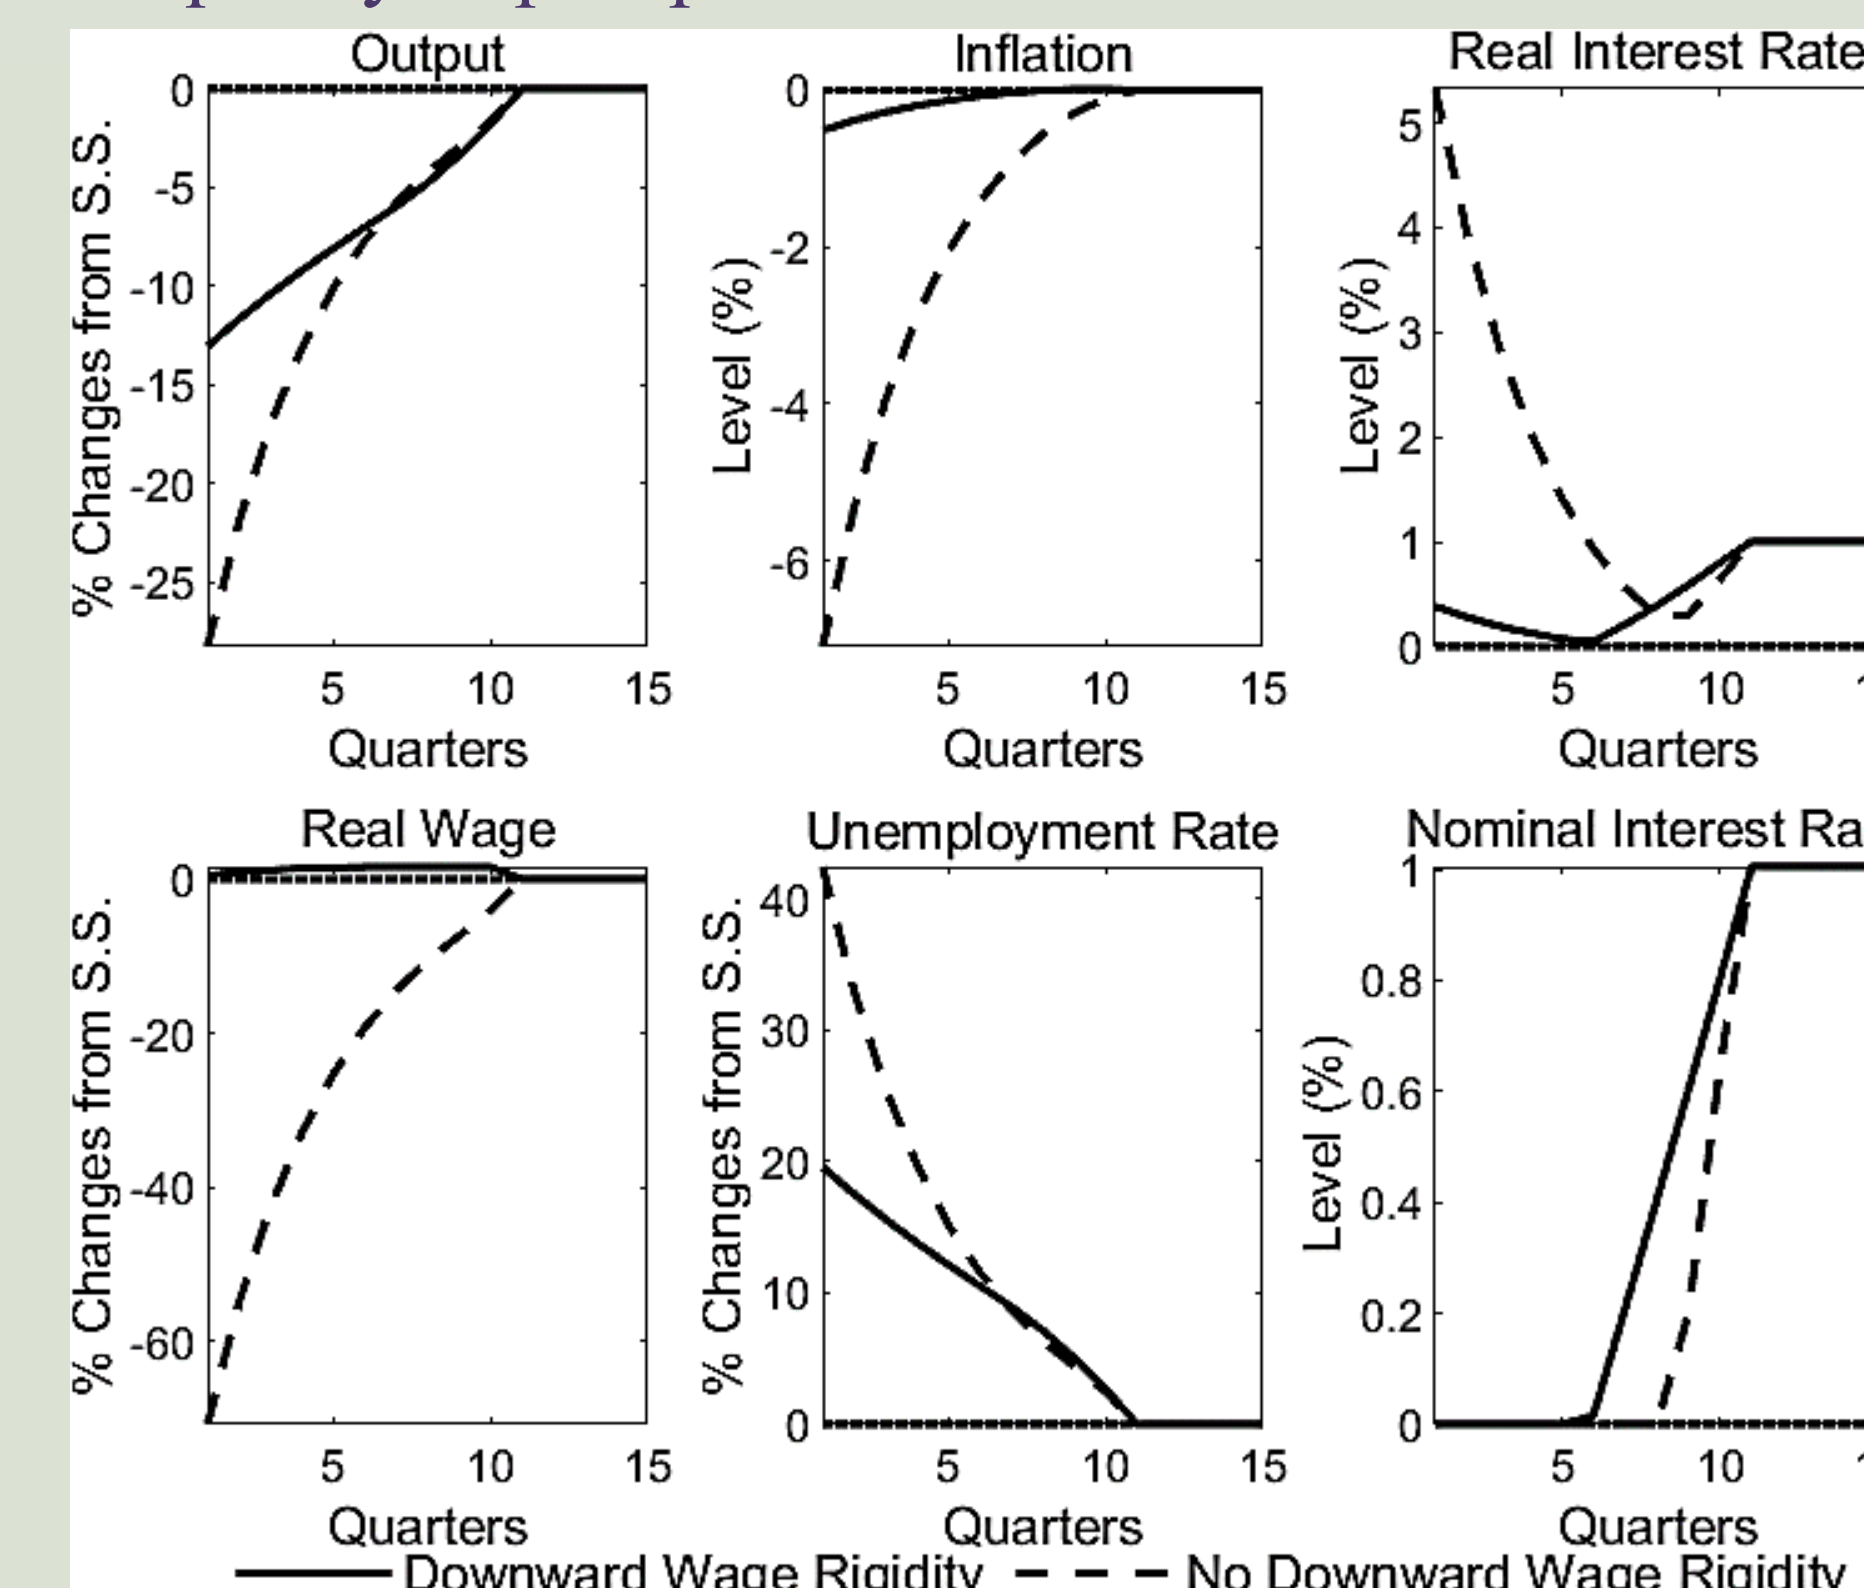 Output
Inflation
Real Interest Rate
% Changes from S.S.
0
-5
-10
-15
-20
-25
5
10
15
Quarters
Level (%)
0
-2
-4
-6
5
10
15
Quarters
Level (%)
5
4
3
2
1
0
5
10
Quarters
Real Wage
Unemployment Rate
Nominal Interest Ra
% Changes from S.S.
0
-20
-40
-60
5
10
15
Quarters
% Changes from S.S.
40
30
20
10
0
5
10
15
Quarters
Level (%)
1
0.8
0.6
0.4
0.2
0
5
10
Quarters
Downward Wage Rigidity
No Downward Wage Rigidity